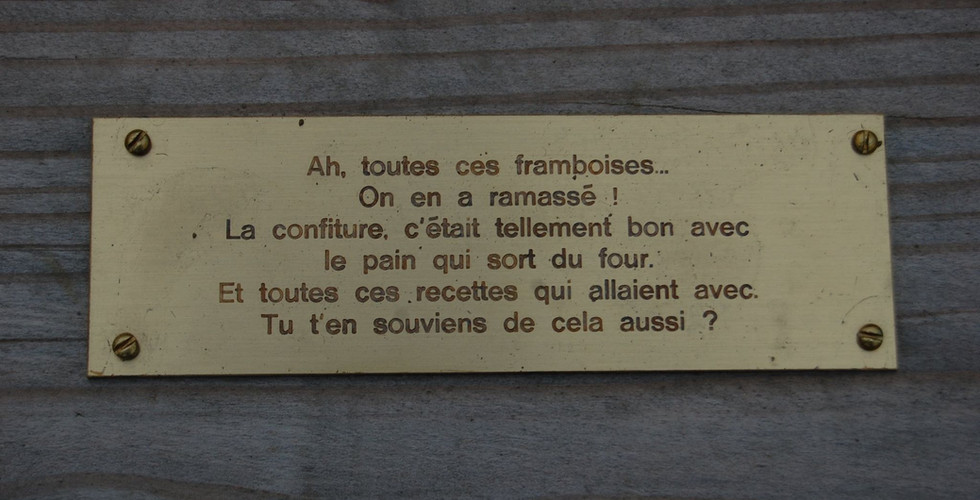 Ah, toutes ces framboises...
On en a ramassé !
La confiture, c'était tellement bon avec
le pain qui sort du four.
Et toutes ces recettes qui allaient avec.
Tu t'en souviens de cela aussi ?